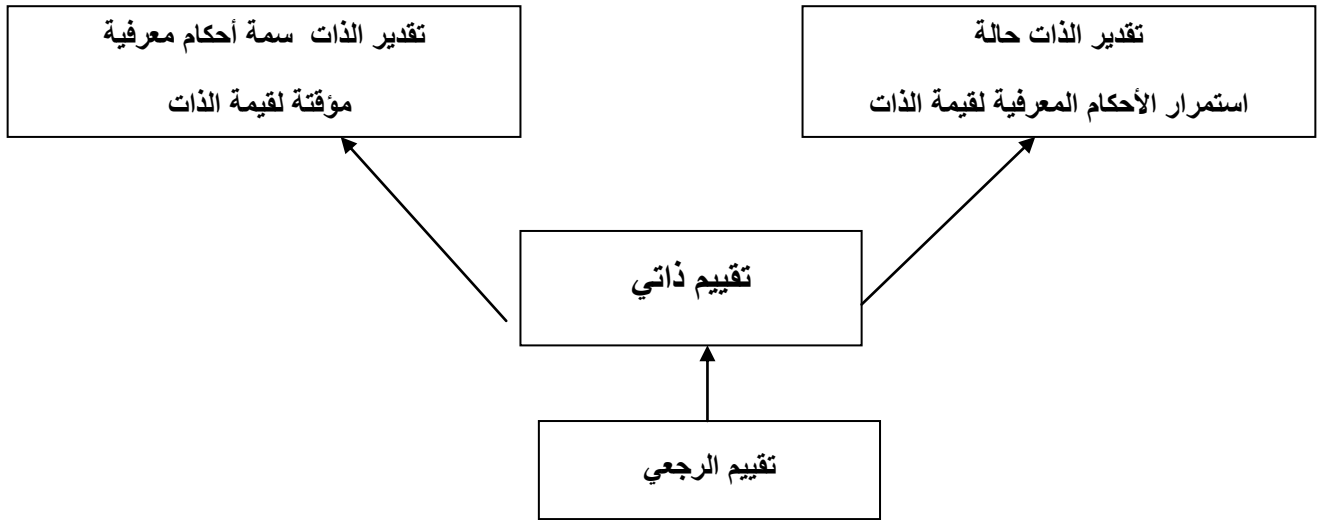 تقدير الذات حالة
استمرار الأحكام المعرفية لقيمة الذات
تقدير الذات سمة أحكام معرفية
مؤقتة لقيمة الذات
تقييم ذاتي
تقييم الرجعي